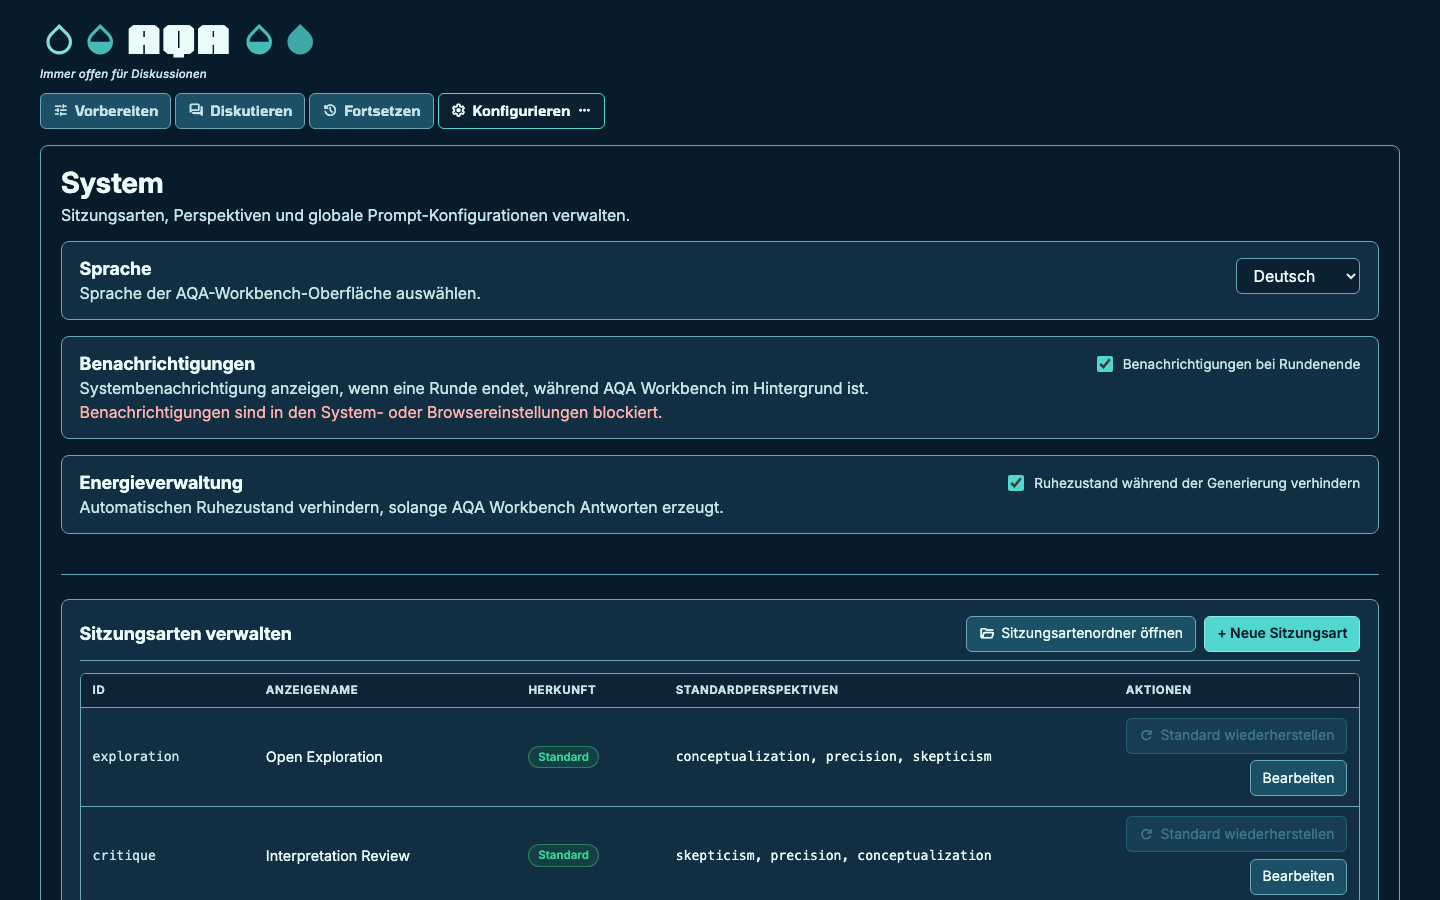 AQA
Immer offen für Diskussionen
Vorbereiten
Diskutieren
Fortsetzen
Konfigurieren ···
System
Sitzungsarten, Perspektiven und globale Prompt-Konfigurationen verwalten.
Sprache
Sprache der AQA-Workbench-Oberfläche auswählen.
Deutsch
Benachrichtigungen
Systembenachrichtigung anzeigen, wenn eine Runde endet, während AQA Workbench im Hintergrund ist.
Benachrichtigungen sind in den System- oder Browsereinstellungen blockiert.
Benachrichtigungen bei Rundenende
Energieverwaltung
Automatischen Ruhezustand verhindern, solange AQA Workbench Antworten erzeugt.
Ruhezustand während der Generierung verhindern
Sitzungsarten verwalten
Sitzungsartenordner öffnen
+ Neue Sitzungsart
ID ANZEIGENAME HERKUNFT STANDARDPERSPEKTIVEN AKTIONEN
exploration Open Exploration Standard conceptualization, precision, skepticism
Standard wiederherstellen
Bearbeiten
critique Interpretation Review Standard skepticism, precision, conceptualization
Standard wiederherstellen
Bearbeiten